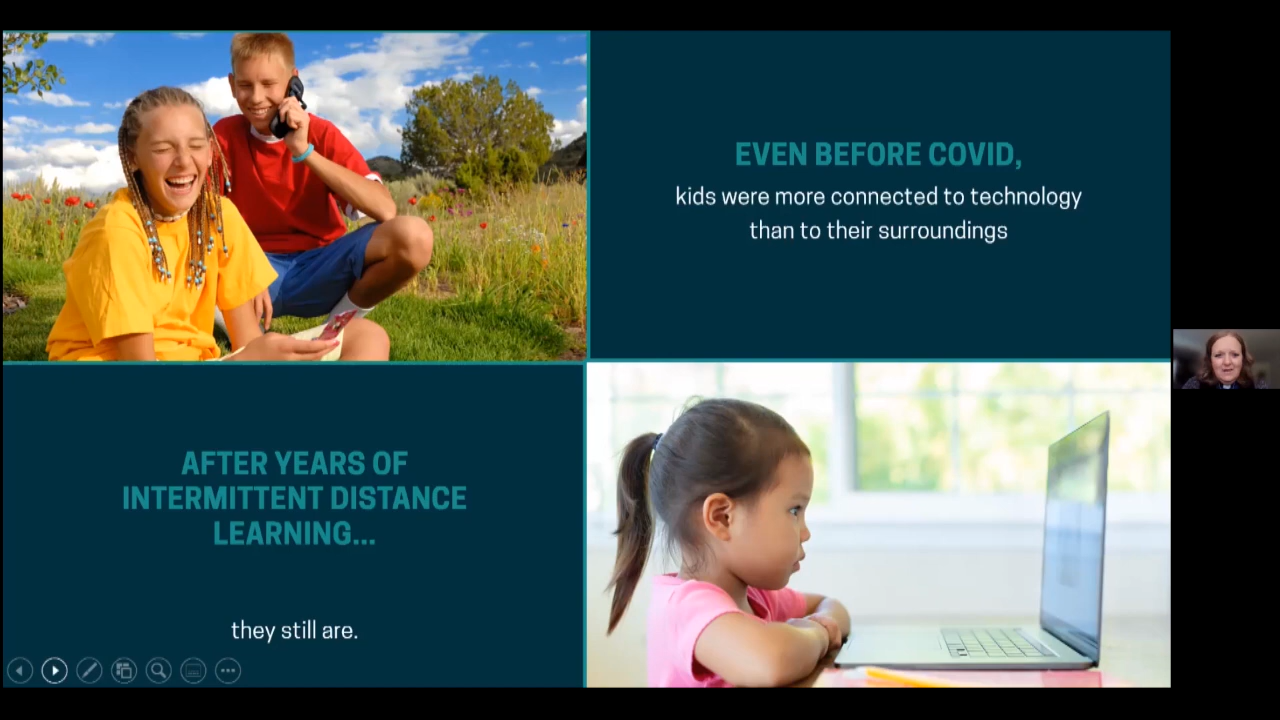 EVEN BEFORE COVID,
kids were more connected to technology
than to their surroundings
AFTER YEARS OF
INTERMITTENT DISTANCE
LEARNING...
they still are.